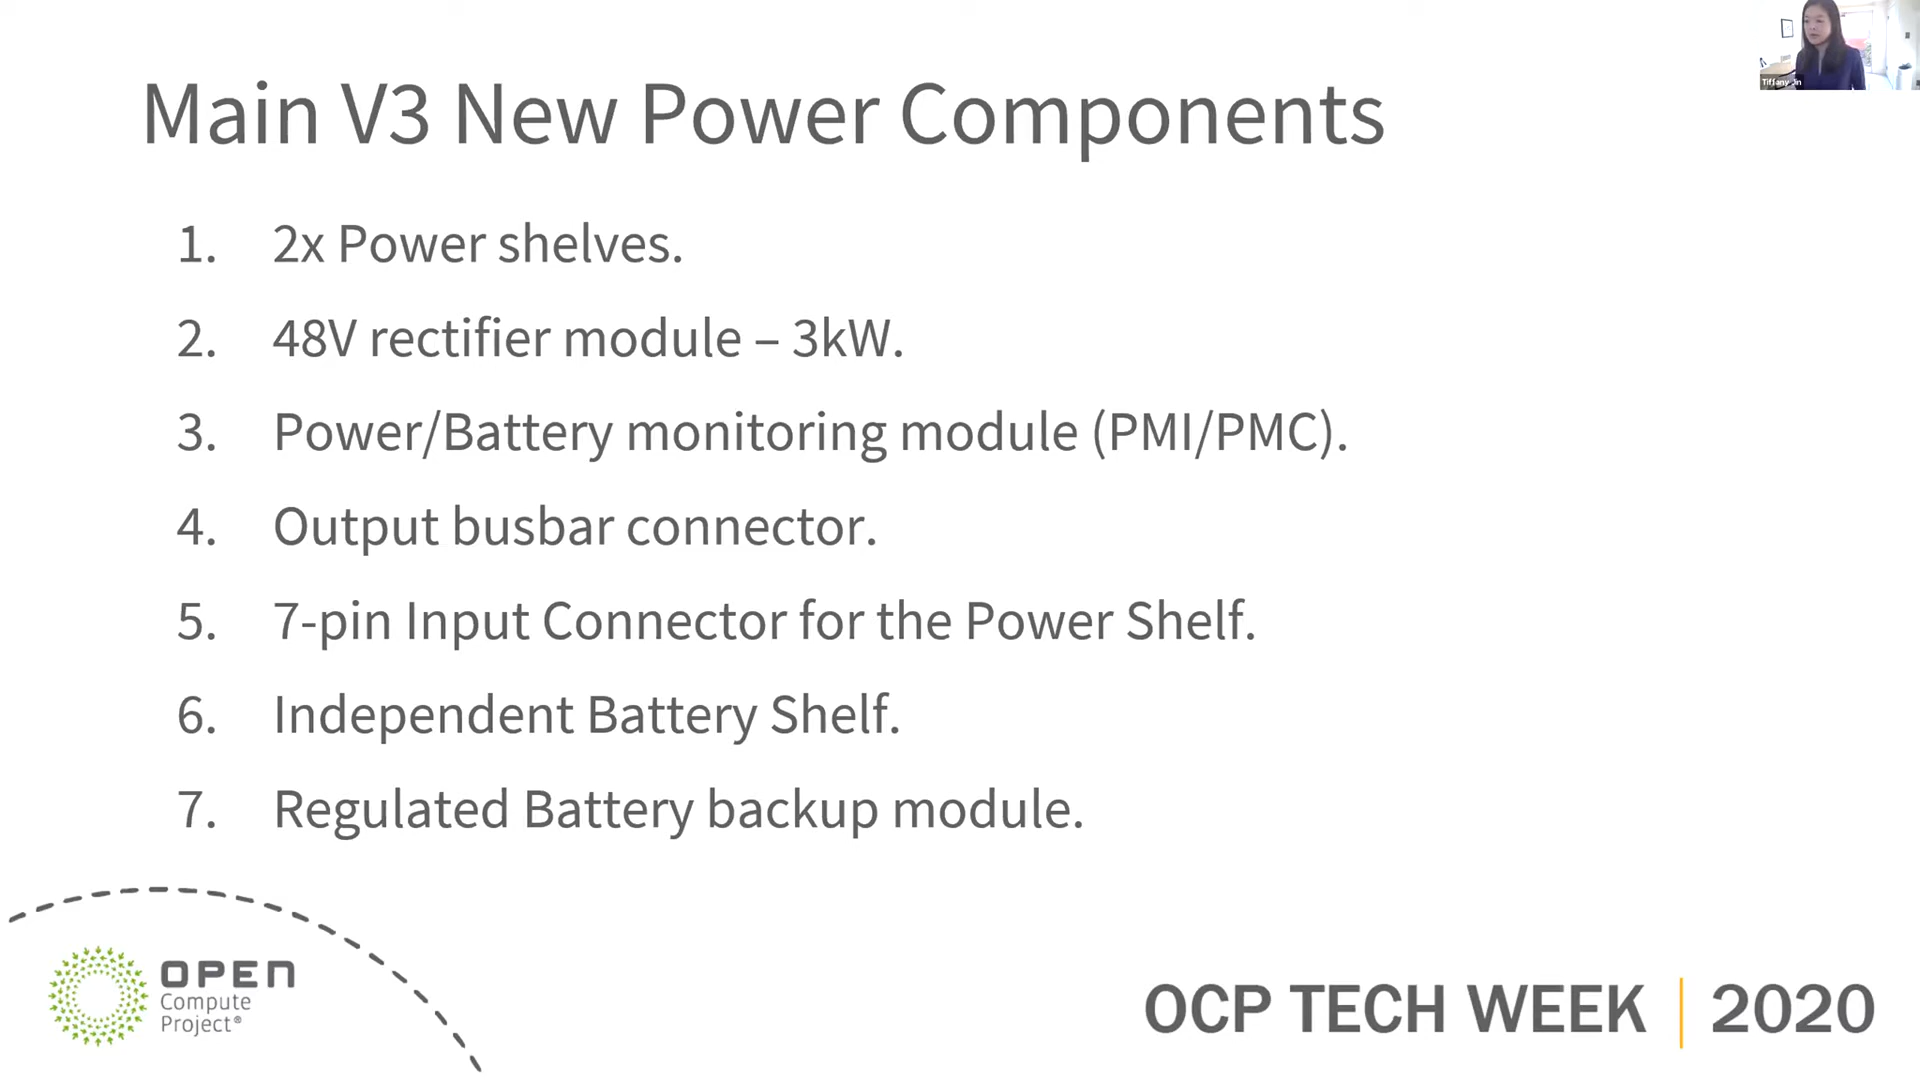 Tiffany Jin
Main V3 New Power Components
1. 2x Power shelves.
2. 48V rectifier module – 3kW.
3. Power/Battery monitoring module (PMI/PMC).
4. Output busbar connector.
5. 7-pin Input Connector for the Power Shelf.
6. Independent Battery Shelf.
7. Regulated Battery backup module.
OPEN
Compute
Project®
OCP TECH WEEK | 2020